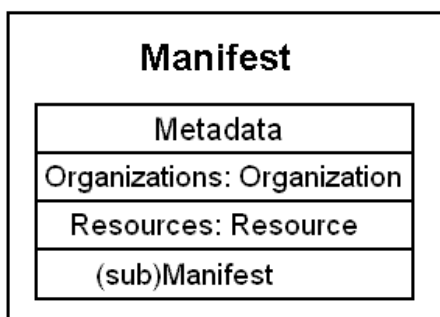 Manifest
Metadata
Organizations: Organization
Resources: Resource
(sub)Manifest